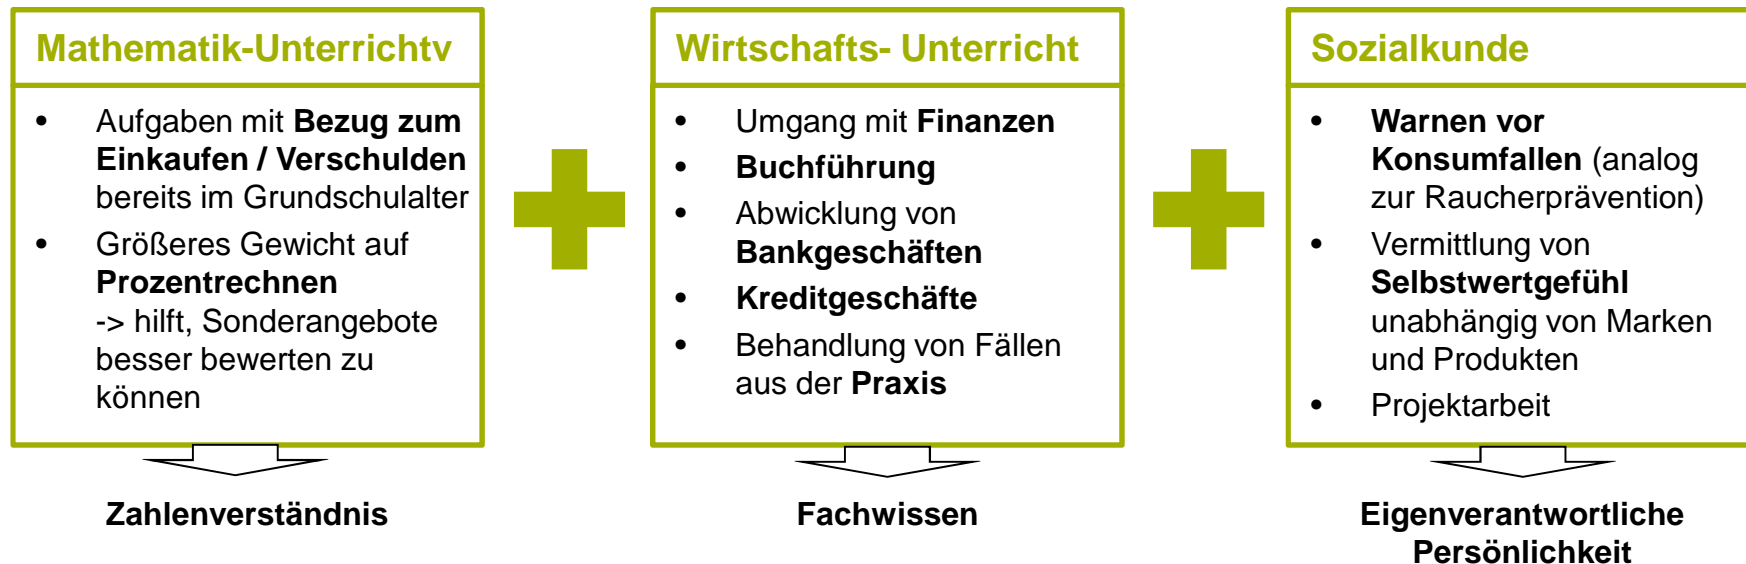 Mathematik-Unterrichtv
• Aufgaben mit Bezug zum
Einkaufen / Verschulden
bereits im Grundschulalter
• Größeres Gewicht auf
Prozentrechnen
-> hilft, Sonderangebote
besser bewerten zu
können
Zahlenverständnis
Wirtschafts- Unterricht
• Umgang mit Finanzen
• Buchführung
• Abwicklung von
Bankgeschäften
• Kreditgeschäfte
• Behandlung von Fällen
aus der Praxis
Fachwissen
Sozialkunde
• Warnen vor
Konsumfallen (analog
zur Raucherprävention)
• Vermittlung von
Selbstwertgefühl
unabhängig von Marken
und Produkten
• Projektarbeit
Eigenverantwortliche
Persönlichkeit